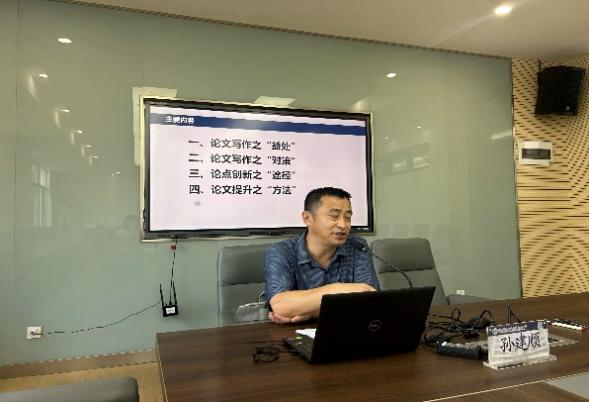 主要内容
一、论文写作之“益处”
二、论文写作之“对策”
三、论点创新之“途径”
四、论文提升之“方法”
孙建顺
DELL